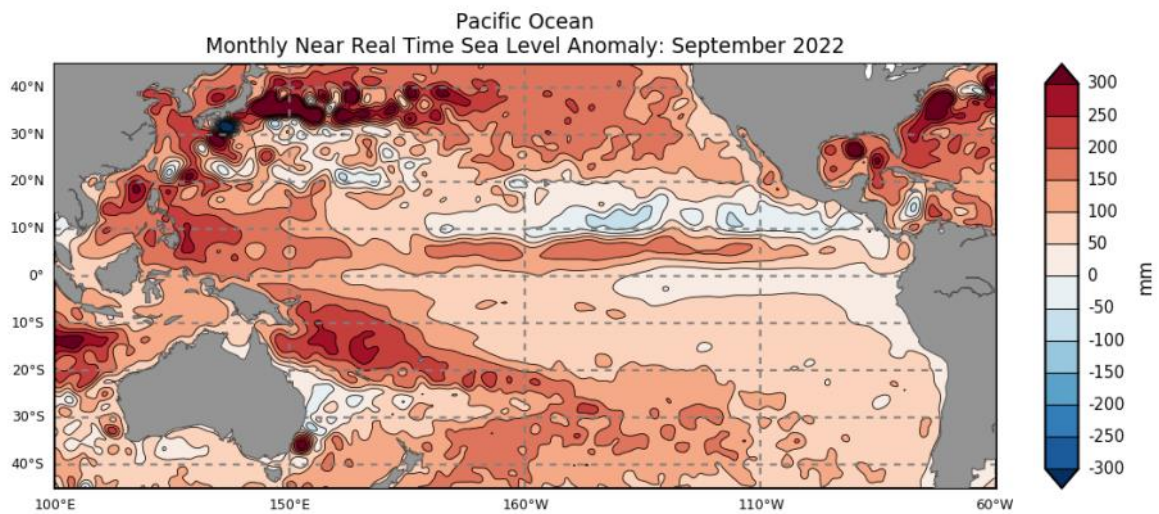 Pacific Ocean
Monthly Near Real Time Sea Level Anomaly: September 2022
40°N
30°N
20°N
10°N
0°
10°S
20°S
30°S
40°S
100°E
150°E
160°W
110°W
60°W
300
250
200
150
100
50
0
-50
-100
-150
-200
-250
-300
mm